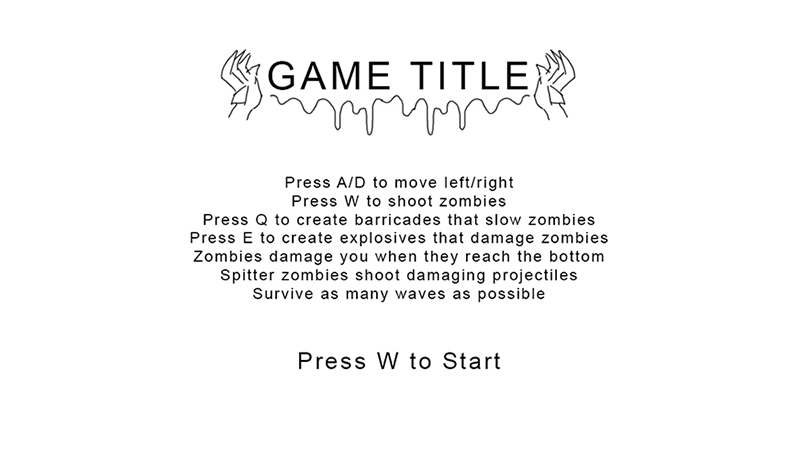 GAME TITLE
Press A/D to move left/right
Press W to shoot zombies
Press Q to create barricades that slow zombies
Press E to create explosives that damage zombies
Zombies damage you when they reach the bottom
Spitter zombies shoot damaging projectiles
Survive as many waves as possible
Press W to Start